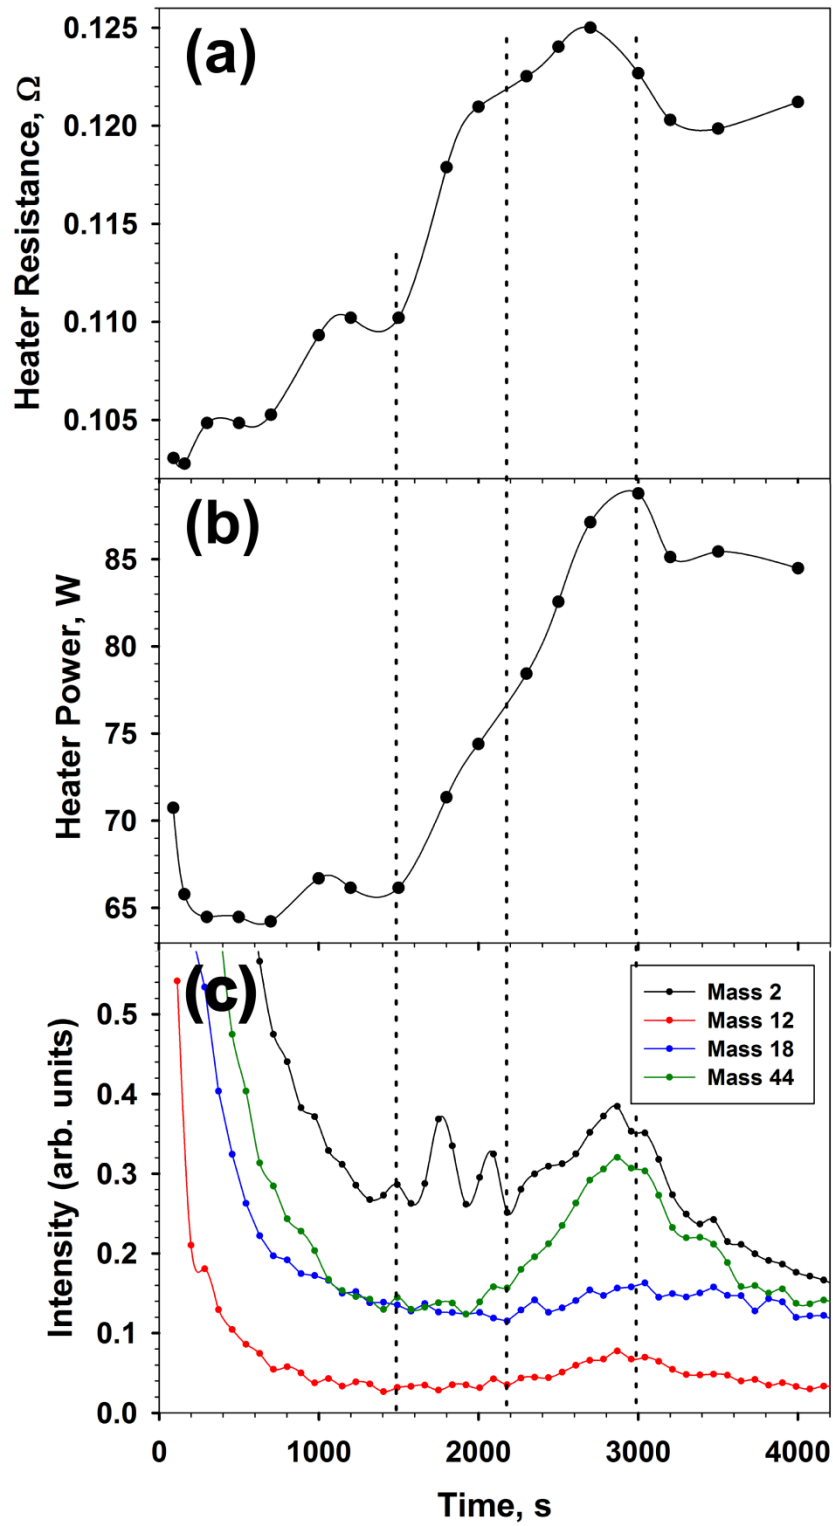 (a)
0.125
0.120
0.115
0.110
0.105
Heater Resistance, Ω
(b)
85
80
75
70
65
Heater Power, W
(c)
0.5
0.4
0.3
0.2
0.1
0.0
Intensity (arb. units)
Mass 2
Mass 12
Mass 18
Mass 44
0 1000 2000 3000 4000
Time, s